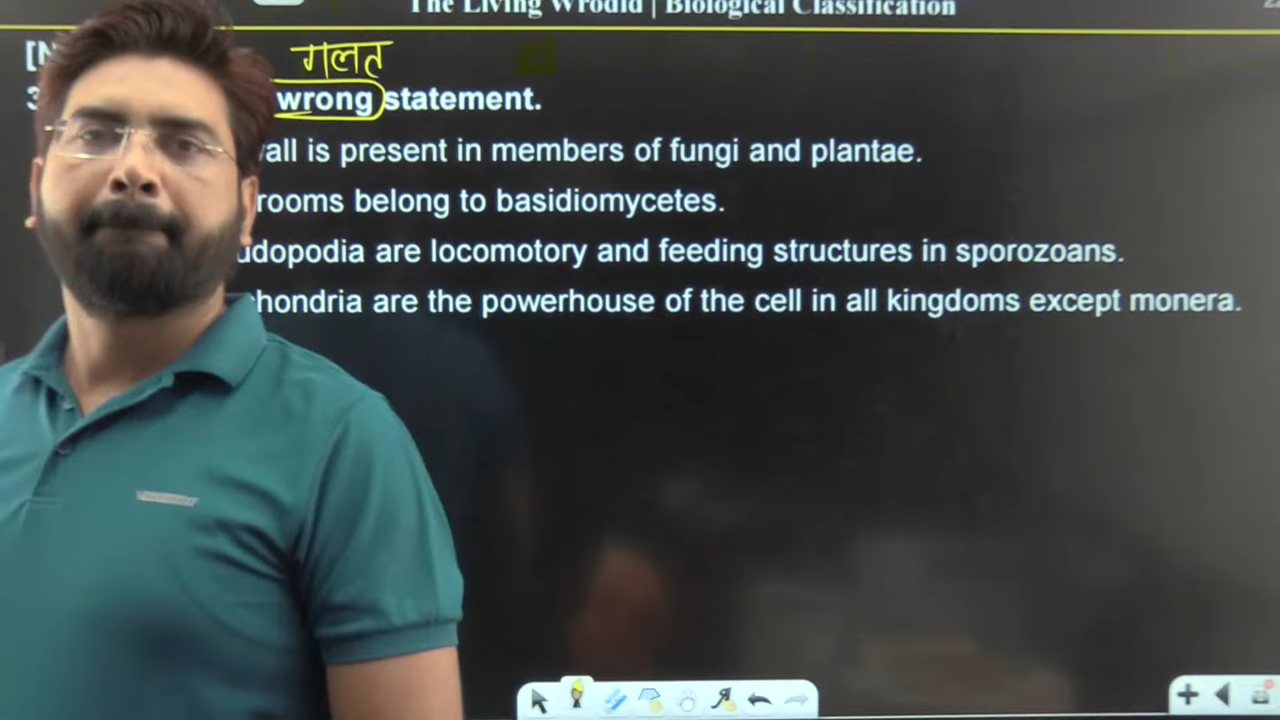 The Living Wrodld | Biological Classification
गलत
wrong statement.
wall is present in members of fungi and plantae.
rooms belong to basidiomycetes.
udopodia are locomotory and feeding structures in sporozoans.
chondria are the powerhouse of the cell in all kingdoms except monera.